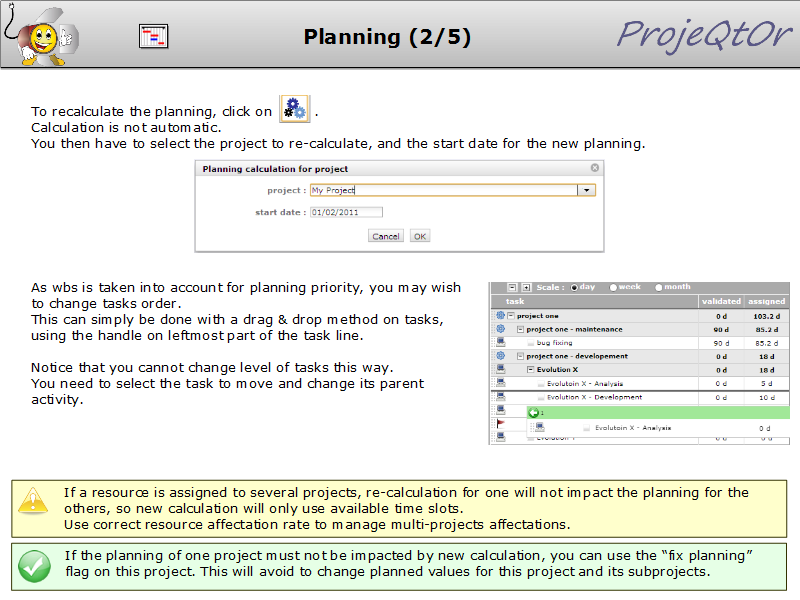 Planning (2/5)
ProjeQtOr
To recalculate the planning, click on .
Calculation is not automatic.
You then have to select the project to re-calculate, and the start date for the new planning.
Planning calculation for project
project : My Project
start date : 01/02/2011
Cancel OK
As wbs is taken into account for planning priority, you may wish
to change tasks order.
This can simply be done with a drag & drop method on tasks,
using the handle on leftmost part of the task line.
Notice that you cannot change level of tasks this way.
You need to select the task to move and change its parent
activity.
Scale : day week month
task validated assigned
project one 0 d 103.2 d
project one - maintenance 90 d 85.2 d
bug fixing 90 d 85.2 d
project one - developement 0 d 18 d
Evolution X 0 d 18 d
Evolutoin X - Analysis 0 d 5 d
Evolution X - Development 0 d 10 d
1
Evolutoin X - Analysis 0 d
If a resource is assigned to several projects, re-calculation for one will not impact the planning for the
others, so new calculation will only use available time slots.
Use correct resource affectation rate to manage multi-projects affectations.
If the planning of one project must not be impacted by new calculation, you can use the “fix planning”
flag on this project. This will avoid to change planned values for this project and its subprojects.